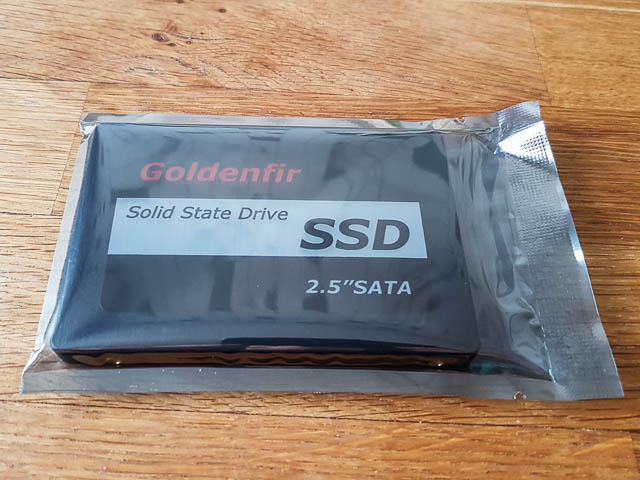 Goldenfir
Solid State Drive
SSD
2.5"SATA